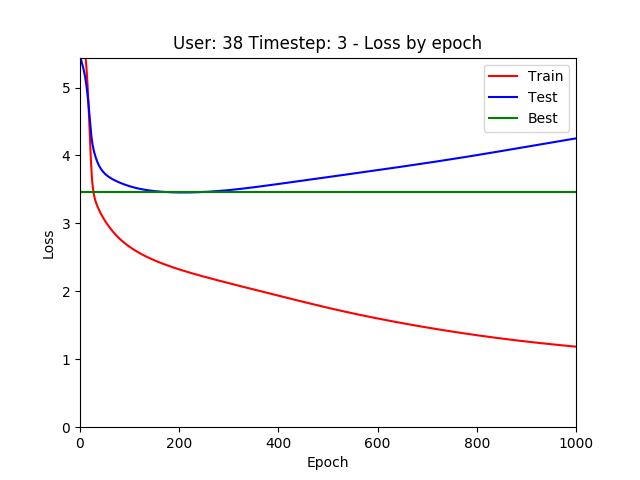 User: 38 Timestep: 3 - Loss by epoch
Train
Test
Best
5
4
3
2
1
0
Loss
0 200 400 600 800 1000
Epoch